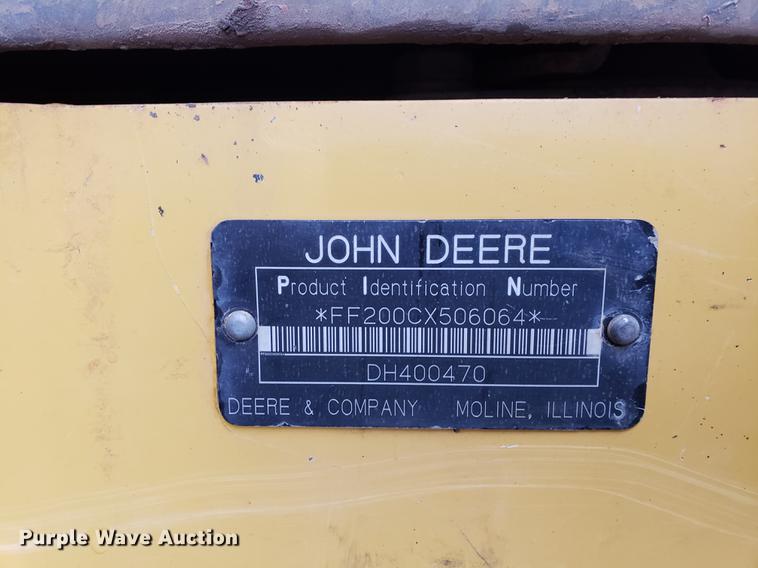 JOHN DEERE
Product Identification Number
*FF200CX506064*
DH400470
DEERE & COMPANY MOLINE, ILLINOIS
Purple Wave Auction